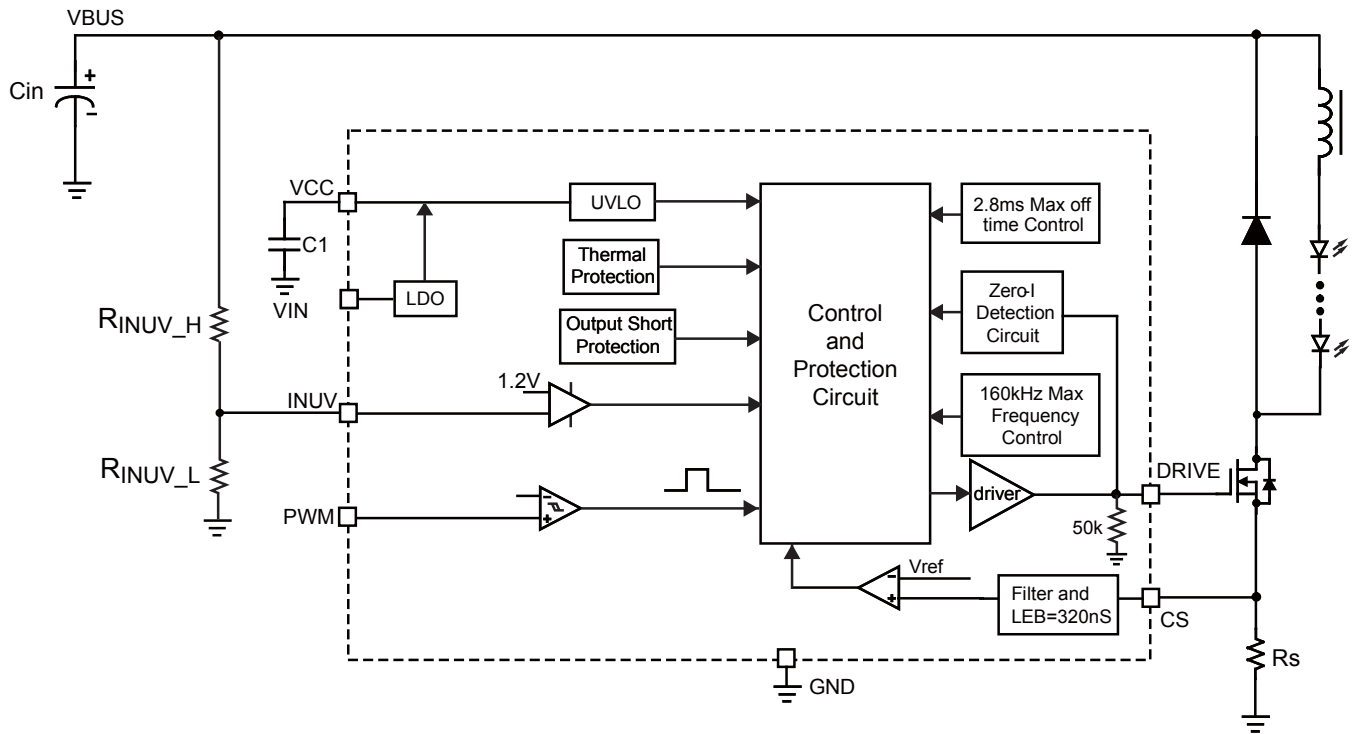 VBUS
Cin
+
−
VCC
UVLO
2.8ms Max off
time Control
C1
Thermal
Protection
VIN
LDO
Zero-I
Detection
Circuit
RINUV_H
Output Short
Protection
Control
and
Protection
Circuit
1.2V
INUV
160kHz Max
Frequency
Control
RINUV_L
DRIVE
driver
PWM
−
+
50k
Vref
−
+
Filter and
LEB=320nS
CS
Rs
GND